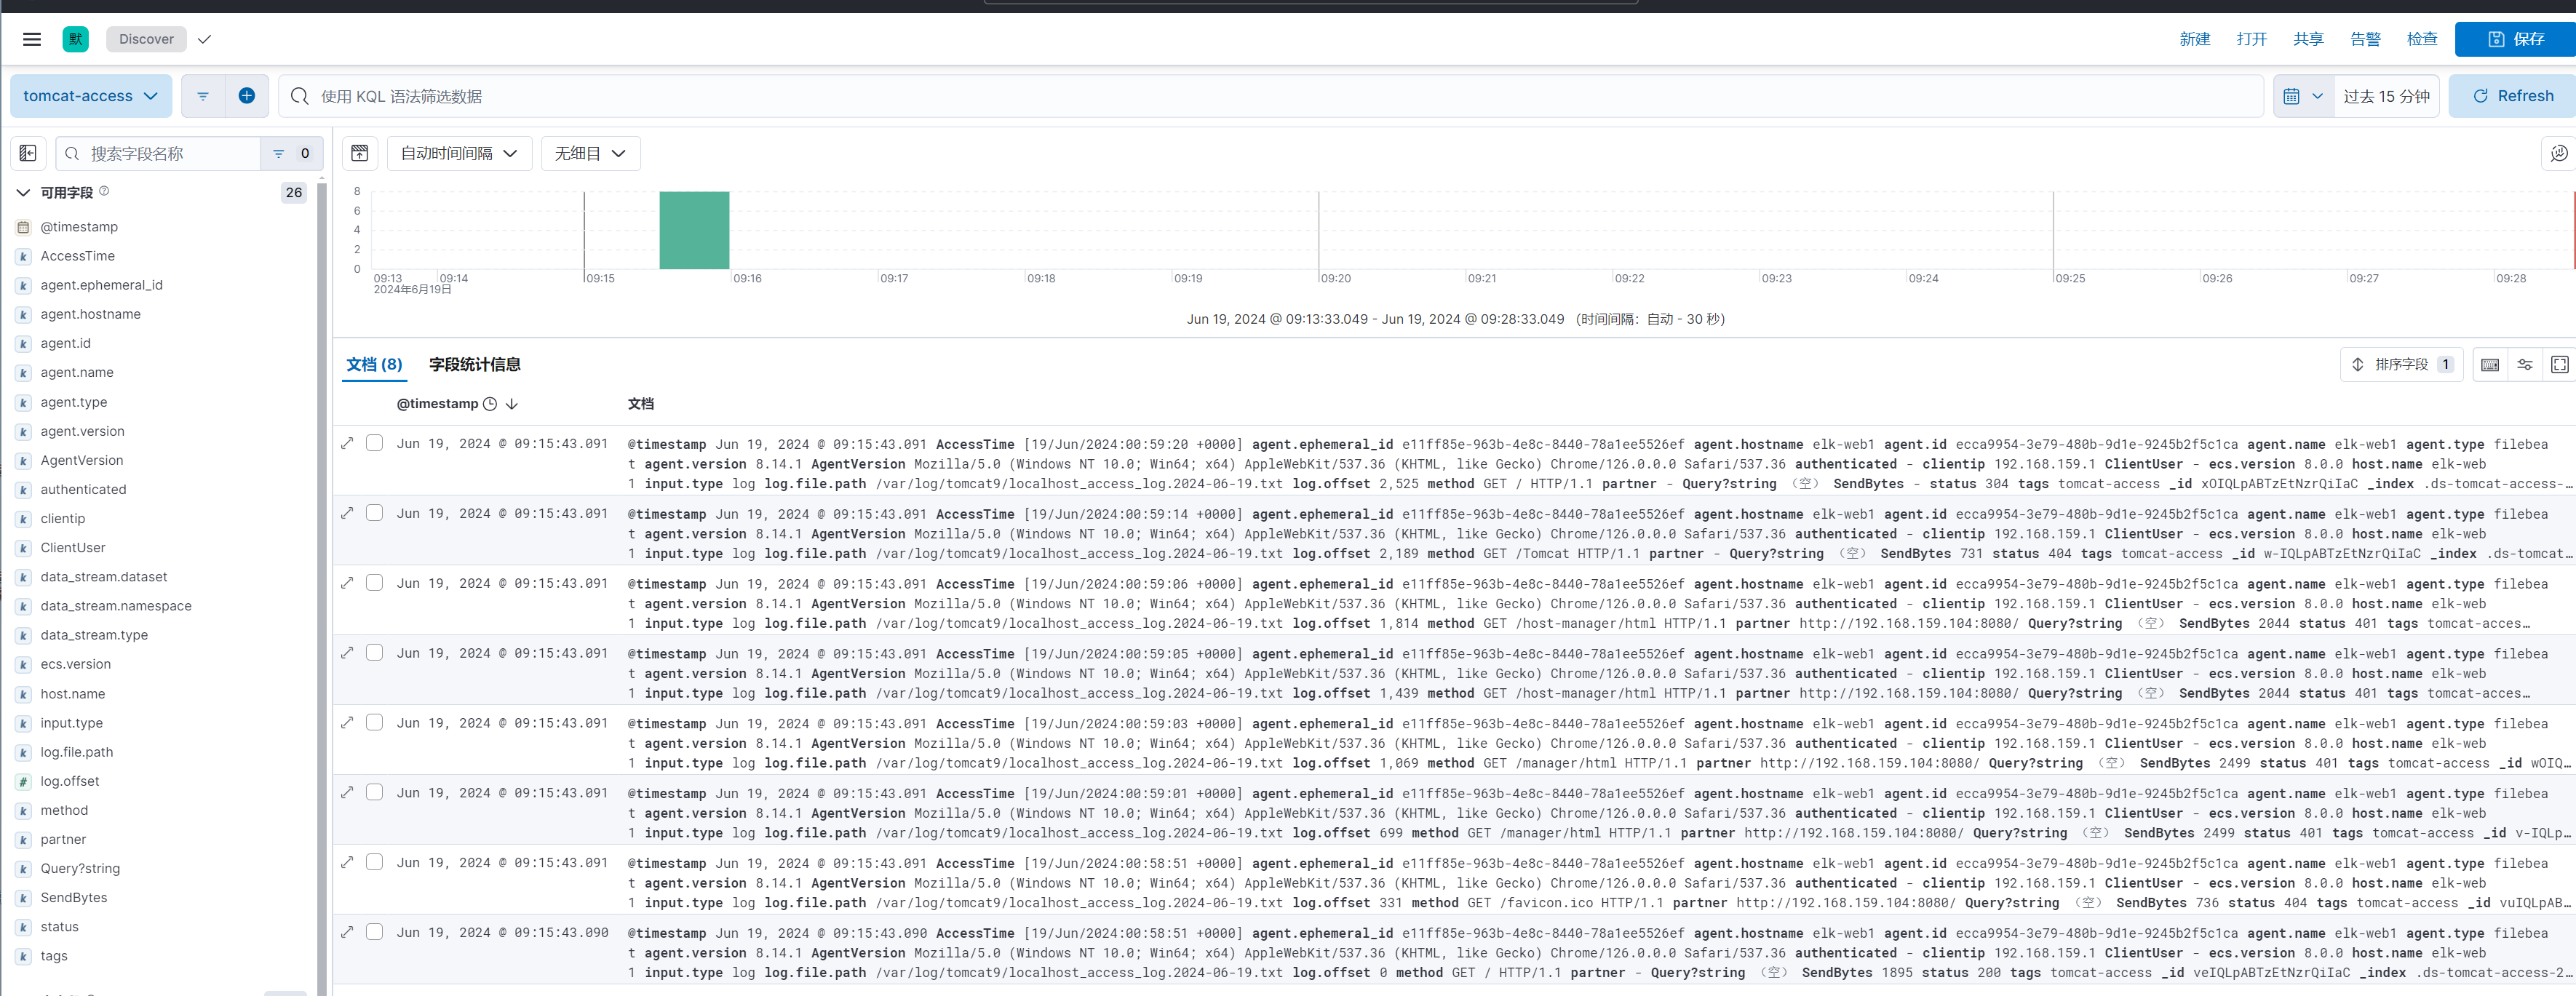 默 Discover 新建 打开 共享 告警 检查 保存
tomcat-access 使用 KQL 语法筛选数据 过去 15 分钟 Refresh
搜索字段名称 0 自动时间间隔 无细目
可用字段 26
@timestamp
AccessTime
agent.ephemeral_id
agent.hostname
agent.id
agent.name
agent.type
agent.version
AgentVersion
authenticated
clientip
ClientUser
data_stream.dataset
data_stream.namespace
data_stream.type
ecs.version
host.name
input.type
log.file.path
log.offset
method
partner
Query?string
SendBytes
status
tags
8
6
4
2
0
09:13 09:14 09:15 09:16 09:17 09:18 09:19 09:20 09:21 09:22 09:23 09:24 09:25 09:26 09:27 09:28
2024年6月19日
Jun 19, 2024 @ 09:13:33.049 - Jun 19, 2024 @ 09:28:33.049 （时间间隔：自动 - 30 秒）
文档 (8) 字段统计信息 排序字段 1
@timestamp 文档
Jun 19, 2024 @ 09:15:43.091 @timestamp Jun 19, 2024 @ 09:15:43.091 AccessTime [19/Jun/2024:00:59:20 +0000] agent.ephemeral_id e11ff85e-963b-4e8c-8440-78a1ee5526ef agent.hostname elk-web1 agent.id ecca9954-3e79-480b-9d1e-9245b2f5c1ca agent.name elk-web1 agent.type filebea
t agent.version 8.14.1 AgentVersion Mozilla/5.0 (Windows NT 10.0; Win64; x64) AppleWebKit/537.36 (KHTML, like Gecko) Chrome/126.0.0.0 Safari/537.36 authenticated - clientip 192.168.159.1 ClientUser - ecs.version 8.0.0 host.name elk-web
1 input.type log log.file.path /var/log/tomcat9/localhost_access_log.2024-06-19.txt log.offset 2,525 method GET / HTTP/1.1 partner - Query?string （空） SendBytes - status 304 tags tomcat-access _id xOIQLpABTzEtNzrQiIaC _index .ds-tomcat-access-…
Jun 19, 2024 @ 09:15:43.091 @timestamp Jun 19, 2024 @ 09:15:43.091 AccessTime [19/Jun/2024:00:59:14 +0000] agent.ephemeral_id e11ff85e-963b-4e8c-8440-78a1ee5526ef agent.hostname elk-web1 agent.id ecca9954-3e79-480b-9d1e-9245b2f5c1ca agent.name elk-web1 agent.type filebea
t agent.version 8.14.1 AgentVersion Mozilla/5.0 (Windows NT 10.0; Win64; x64) AppleWebKit/537.36 (KHTML, like Gecko) Chrome/126.0.0.0 Safari/537.36 authenticated - clientip 192.168.159.1 ClientUser - ecs.version 8.0.0 host.name elk-web
1 input.type log log.file.path /var/log/tomcat9/localhost_access_log.2024-06-19.txt log.offset 2,189 method GET /Tomcat HTTP/1.1 partner - Query?string （空） SendBytes 731 status 404 tags tomcat-access _id w-IQLpABTzEtNzrQiIaC _index .ds-tomcat…
Jun 19, 2024 @ 09:15:43.091 @timestamp Jun 19, 2024 @ 09:15:43.091 AccessTime [19/Jun/2024:00:59:06 +0000] agent.ephemeral_id e11ff85e-963b-4e8c-8440-78a1ee5526ef agent.hostname elk-web1 agent.id ecca9954-3e79-480b-9d1e-9245b2f5c1ca agent.name elk-web1 agent.type filebea
t agent.version 8.14.1 AgentVersion Mozilla/5.0 (Windows NT 10.0; Win64; x64) AppleWebKit/537.36 (KHTML, like Gecko) Chrome/126.0.0.0 Safari/537.36 authenticated - clientip 192.168.159.1 ClientUser - ecs.version 8.0.0 host.name elk-web
1 input.type log log.file.path /var/log/tomcat9/localhost_access_log.2024-06-19.txt log.offset 1,814 method GET /host-manager/html HTTP/1.1 partner http://192.168.159.104:8080/ Query?string （空） SendBytes 2044 status 401 tags tomcat-acces…
Jun 19, 2024 @ 09:15:43.091 @timestamp Jun 19, 2024 @ 09:15:43.091 AccessTime [19/Jun/2024:00:59:05 +0000] agent.ephemeral_id e11ff85e-963b-4e8c-8440-78a1ee5526ef agent.hostname elk-web1 agent.id ecca9954-3e79-480b-9d1e-9245b2f5c1ca agent.name elk-web1 agent.type filebea
t agent.version 8.14.1 AgentVersion Mozilla/5.0 (Windows NT 10.0; Win64; x64) AppleWebKit/537.36 (KHTML, like Gecko) Chrome/126.0.0.0 Safari/537.36 authenticated - clientip 192.168.159.1 ClientUser - ecs.version 8.0.0 host.name elk-web
1 input.type log log.file.path /var/log/tomcat9/localhost_access_log.2024-06-19.txt log.offset 1,439 method GET /host-manager/html HTTP/1.1 partner http://192.168.159.104:8080/ Query?string （空） SendBytes 2044 status 401 tags tomcat-acces…
Jun 19, 2024 @ 09:15:43.091 @timestamp Jun 19, 2024 @ 09:15:43.091 AccessTime [19/Jun/2024:00:59:03 +0000] agent.ephemeral_id e11ff85e-963b-4e8c-8440-78a1ee5526ef agent.hostname elk-web1 agent.id ecca9954-3e79-480b-9d1e-9245b2f5c1ca agent.name elk-web1 agent.type filebea
t agent.version 8.14.1 AgentVersion Mozilla/5.0 (Windows NT 10.0; Win64; x64) AppleWebKit/537.36 (KHTML, like Gecko) Chrome/126.0.0.0 Safari/537.36 authenticated - clientip 192.168.159.1 ClientUser - ecs.version 8.0.0 host.name elk-web
1 input.type log log.file.path /var/log/tomcat9/localhost_access_log.2024-06-19.txt log.offset 1,069 method GET /manager/html HTTP/1.1 partner http://192.168.159.104:8080/ Query?string （空） SendBytes 2499 status 401 tags tomcat-access _id wOIQ…
Jun 19, 2024 @ 09:15:43.091 @timestamp Jun 19, 2024 @ 09:15:43.091 AccessTime [19/Jun/2024:00:59:01 +0000] agent.ephemeral_id e11ff85e-963b-4e8c-8440-78a1ee5526ef agent.hostname elk-web1 agent.id ecca9954-3e79-480b-9d1e-9245b2f5c1ca agent.name elk-web1 agent.type filebea
t agent.version 8.14.1 AgentVersion Mozilla/5.0 (Windows NT 10.0; Win64; x64) AppleWebKit/537.36 (KHTML, like Gecko) Chrome/126.0.0.0 Safari/537.36 authenticated - clientip 192.168.159.1 ClientUser - ecs.version 8.0.0 host.name elk-web
1 input.type log log.file.path /var/log/tomcat9/localhost_access_log.2024-06-19.txt log.offset 699 method GET /manager/html HTTP/1.1 partner http://192.168.159.104:8080/ Query?string （空） SendBytes 2499 status 401 tags tomcat-access _id v-IQLp…
Jun 19, 2024 @ 09:15:43.091 @timestamp Jun 19, 2024 @ 09:15:43.091 AccessTime [19/Jun/2024:00:58:51 +0000] agent.ephemeral_id e11ff85e-963b-4e8c-8440-78a1ee5526ef agent.hostname elk-web1 agent.id ecca9954-3e79-480b-9d1e-9245b2f5c1ca agent.name elk-web1 agent.type filebea
t agent.version 8.14.1 AgentVersion Mozilla/5.0 (Windows NT 10.0; Win64; x64) AppleWebKit/537.36 (KHTML, like Gecko) Chrome/126.0.0.0 Safari/537.36 authenticated - clientip 192.168.159.1 ClientUser - ecs.version 8.0.0 host.name elk-web
1 input.type log log.file.path /var/log/tomcat9/localhost_access_log.2024-06-19.txt log.offset 331 method GET /favicon.ico HTTP/1.1 partner http://192.168.159.104:8080/ Query?string （空） SendBytes 736 status 404 tags tomcat-access _id vuIQLpAB…
Jun 19, 2024 @ 09:15:43.090 @timestamp Jun 19, 2024 @ 09:15:43.090 AccessTime [19/Jun/2024:00:58:51 +0000] agent.ephemeral_id e11ff85e-963b-4e8c-8440-78a1ee5526ef agent.hostname elk-web1 agent.id ecca9954-3e79-480b-9d1e-9245b2f5c1ca agent.name elk-web1 agent.type filebea
t agent.version 8.14.1 AgentVersion Mozilla/5.0 (Windows NT 10.0; Win64; x64) AppleWebKit/537.36 (KHTML, like Gecko) Chrome/126.0.0.0 Safari/537.36 authenticated - clientip 192.168.159.1 ClientUser - ecs.version 8.0.0 host.name elk-web
1 input.type log log.file.path /var/log/tomcat9/localhost_access_log.2024-06-19.txt log.offset 0 method GET / HTTP/1.1 partner - Query?string （空） SendBytes 1895 status 200 tags tomcat-access _id veIQLpABTzEtNzrQiIaC _index .ds-tomcat-access-2…